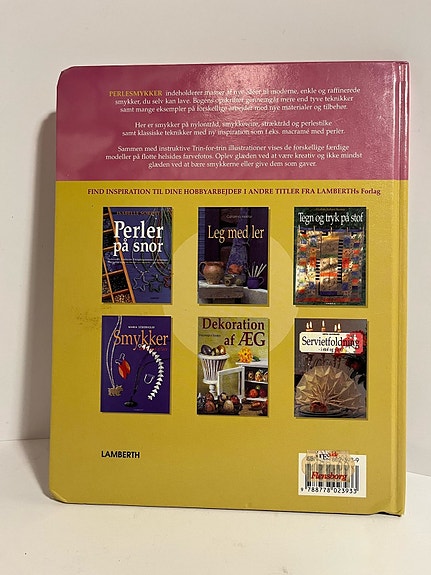 PERLESMYKKER indeholderer masser af nye ideer til moderne, enkle og raffinerede
smykker, du selv kan lave. Bogens opskrifter gennemgår mere end tyve teknikker
samt mange eksempler på forskellige arbejder med nye materialer og tilbehør.
Her er smykker på nylontråd, smykkewire, stræktråd og perlestilke
samt klassiske teknikker med ny inspiration som f.eks. macramé med perler.
Sammen med instruktive Trin-for-trin illustrationer vises de forskellige færdige
modeller på flotte helsides farvefotos. Oplev glæden ved at være kreativ og ikke mindst
glæden ved at bære smykkerne eller give dem som gaver.
FIND INSPIRATION TIL DINE HOBBYARBEJDER I ANDRE TITLER FRA LAMBERTHs Forlag
Perler
på snor
Leg med ler
Tegn og tryk på stof
Smykker
Dekoration
af ÆG
Servietfoldning
LAMBERTH
Flensborg
9 788778 023933